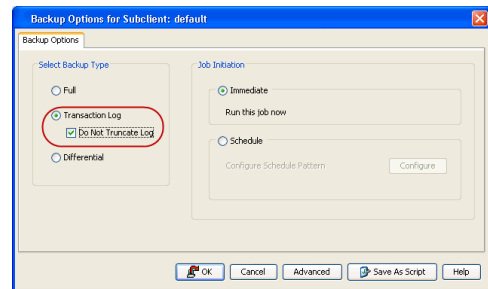 Backup Options for Subclient: default
Backup Options
Select Backup Type
Full
Transaction Log
Do Not Truncate Log
Differential
Job Initiation
Immediate
Run this job now
Schedule
Configure Schedule Pattern
Configure
OK
Cancel
Advanced
Save As Script
Help